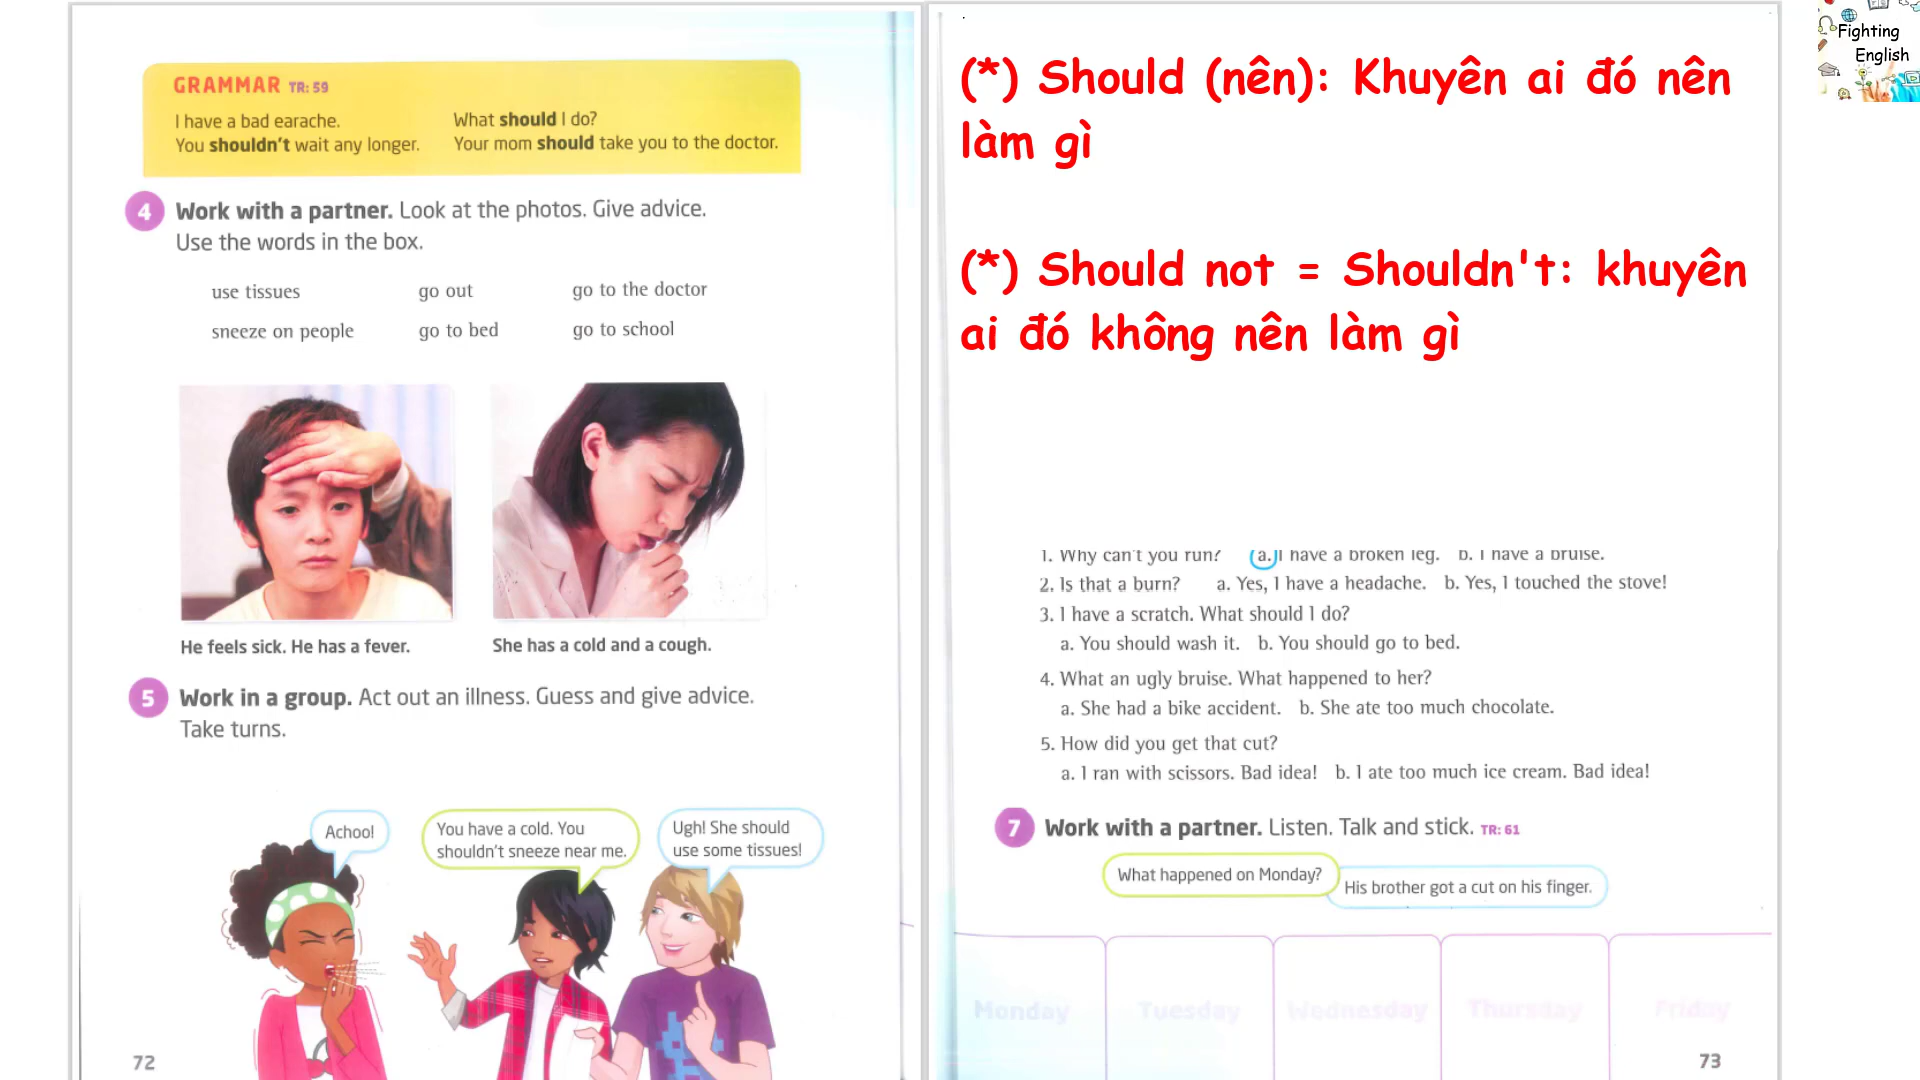 GRAMMAR TR: 59
I have a bad earache.
You shouldn't wait any longer.
What should I do?
Your mom should take you to the doctor.
4 Work with a partner. Look at the photos. Give advice.
Use the words in the box.
use tissues go out go to the doctor
sneeze on people go to bed go to school
He feels sick. He has a fever.
She has a cold and a cough.
5 Work in a group. Act out an illness. Guess and give advice.
Take turns.
Achoo!
You have a cold. You
shouldn't sneeze near me.
Ugh! She should
use some tissues!
72
(*) Should (nên): Khuyên ai đó nên
làm gì
(*) Should not = Shouldn't: khuyên
ai đó không nên làm gì
1. Why can't you run? a. I have a broken leg. b. I have a bruise.
2. Is that a burn? a. Yes, I have a headache. b. Yes, I touched the stove!
3. I have a scratch. What should I do?
a. You should wash it. b. You should go to bed.
4. What an ugly bruise. What happened to her?
a. She had a bike accident. b. She ate too much chocolate.
5. How did you get that cut?
a. I ran with scissors. Bad idea! b. I ate too much ice cream. Bad idea!
7 Work with a partner. Listen. Talk and stick. TR: 61
What happened on Monday?
His brother got a cut on his finger.
Monday Tuesday Wednesday Thursday Friday
73
Fighting
English